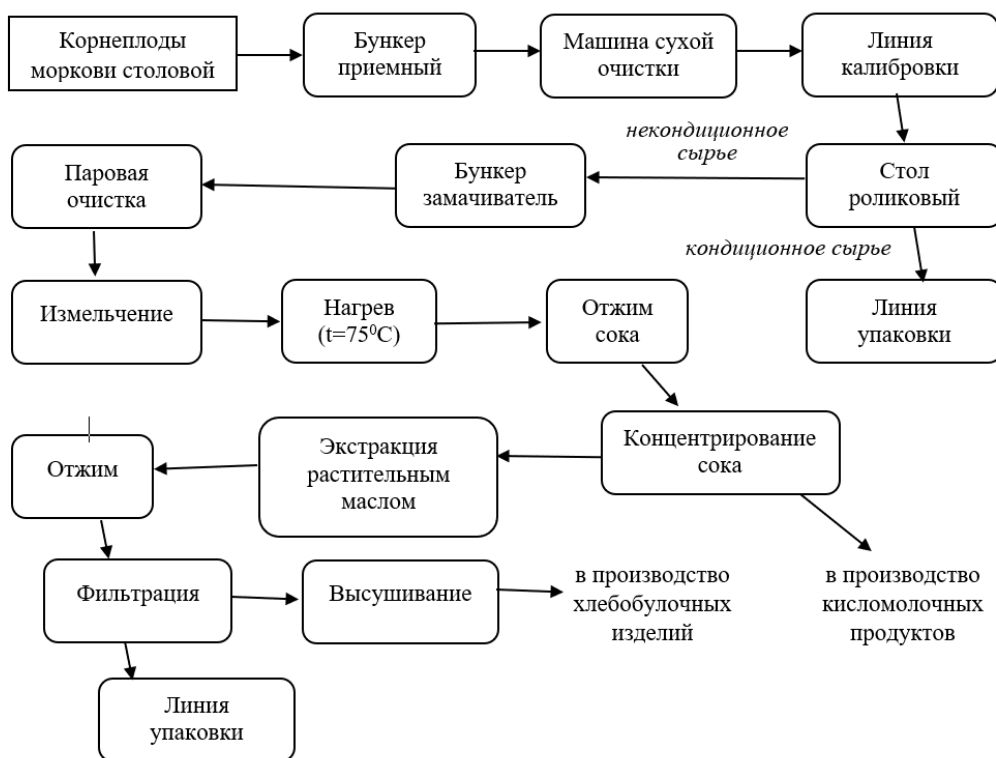 Корнеплоды
моркови столовой
Бункер
приемный
Машина сухой
очистки
Линия
калибровки
некондиционное
сырье
Паровая
очистка
Бункер
замачиватель
Стол
роликовый
кондиционное сырье
Измельчение
Нагрев
(t=75⁰C)
Отжим
сока
Линия
упаковки
Отжим
Экстракция
растительным
маслом
Концентрирование
сока
Фильтрация
Высушивание
в производство
хлебобулочных
изделий
в производство
кисломолочных
продуктов
Линия
упаковки